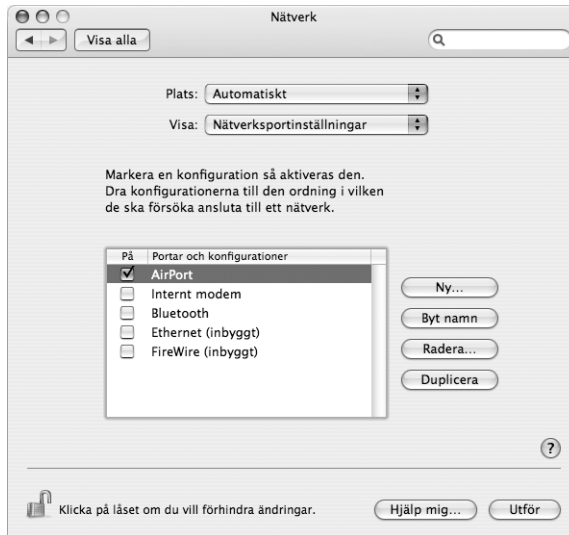 Nätverk
Visa alla
Plats: Automatiskt
Visa: Nätverksportinställningar
Markera en konfiguration så aktiveras den.
Dra konfigurationerna till den ordning i vilken
de ska försöka ansluta till ett nätverk.
På Portar och konfigurationer
AirPort
Internt modem
Bluetooth
Ethernet (inbyggt)
FireWire (inbyggt)
Ny...
Byt namn
Radera...
Duplicera
?
Klicka på låset om du vill förhindra ändringar.
Hjälp mig... Utför